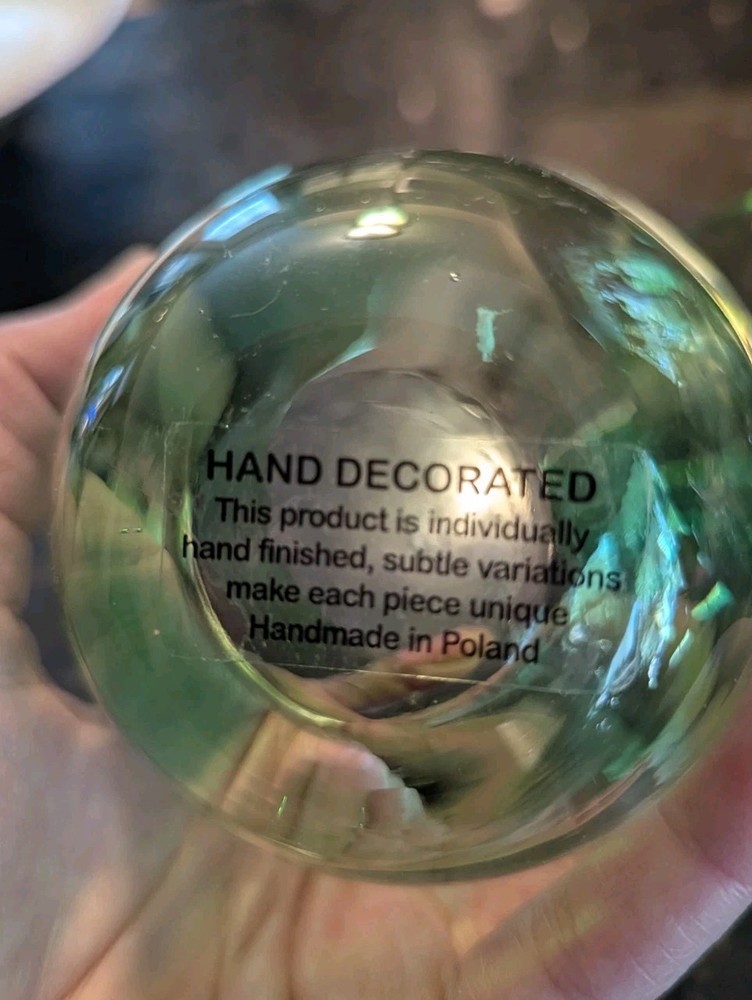 HAND DECORATED
This product is individually
hand finished, subtle variations
make each piece unique
Handmade in Poland